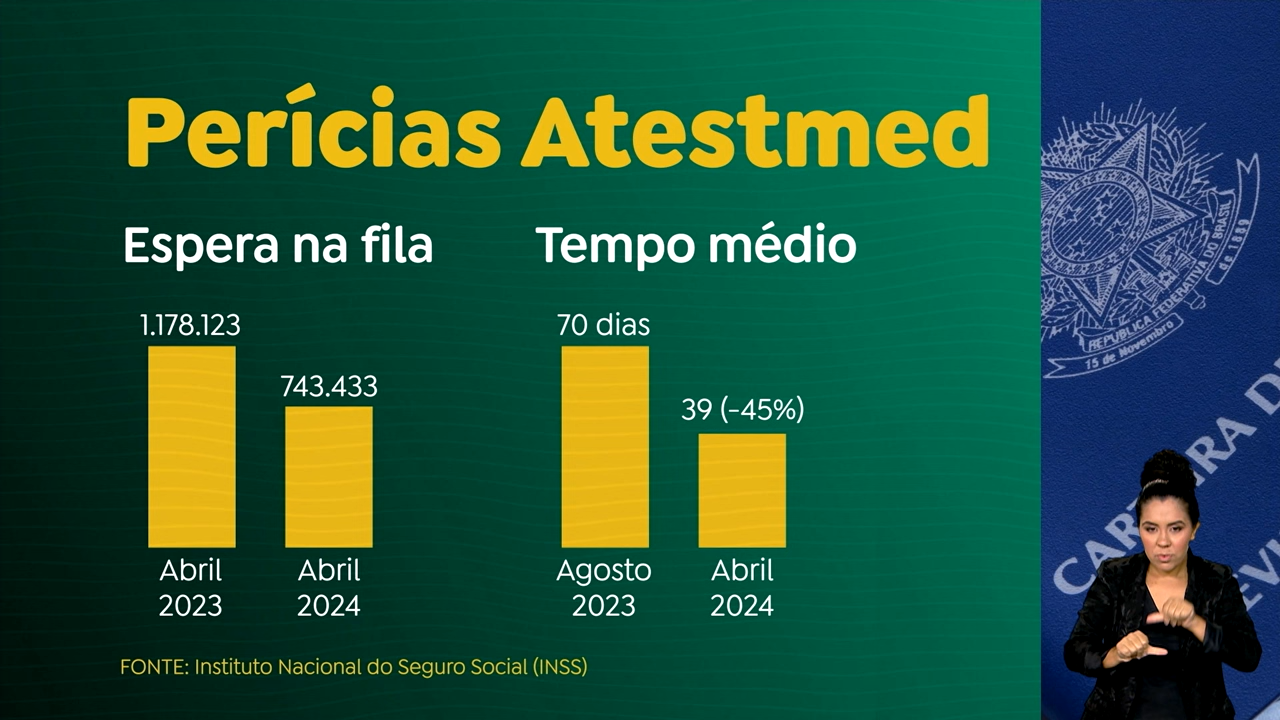 Perícias Atestmed
Espera na fila
Tempo médio
1.178.123
743.433
70 dias
39 (-45%)
Abril
2023
Abril
2024
Agosto
2023
Abril
2024
FONTE: Instituto Nacional do Seguro Social (INSS)
REPÚBLICA FEDERATIVA DO BRASIL
15 de Novembro
de 1889